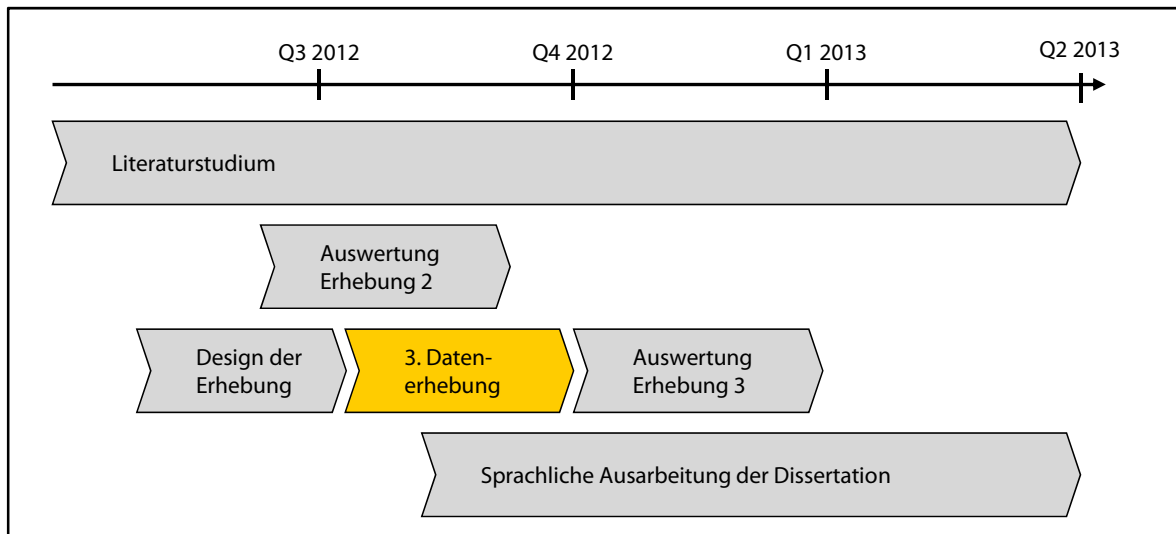 Q3 2012
Q4 2012
Q1 2013
Q2 2013
Literaturstudium
Auswertung
Erhebung 2
Design der
Erhebung
3. Daten-
erhebung
Auswertung
Erhebung 3
Sprachliche Ausarbeitung der Dissertation